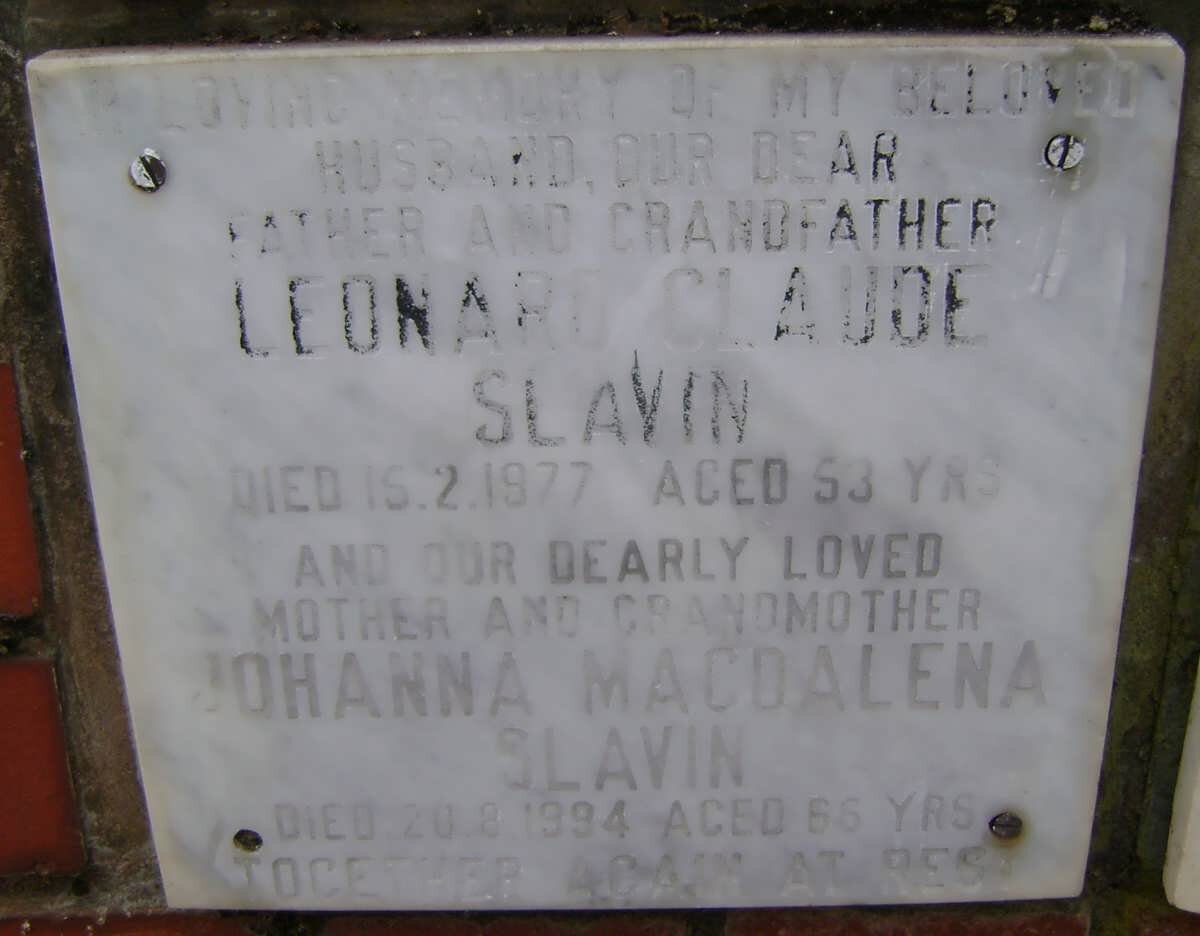 IN LOVING MEMORY OF MY BELOVED
HUSBAND, OUR DEAR
FATHER AND GRANDFATHER
LEONARD CLAUDE
SLAVIN
DIED 15.2.1977 AGED 53 YRS
AND OUR DEARLY LOVED
MOTHER AND GRANDMOTHER
JOHANNA MAGDALENA
SLAVIN
DIED 20.8.1994 AGED 66 YRS
TOGETHER AGAIN AT REST